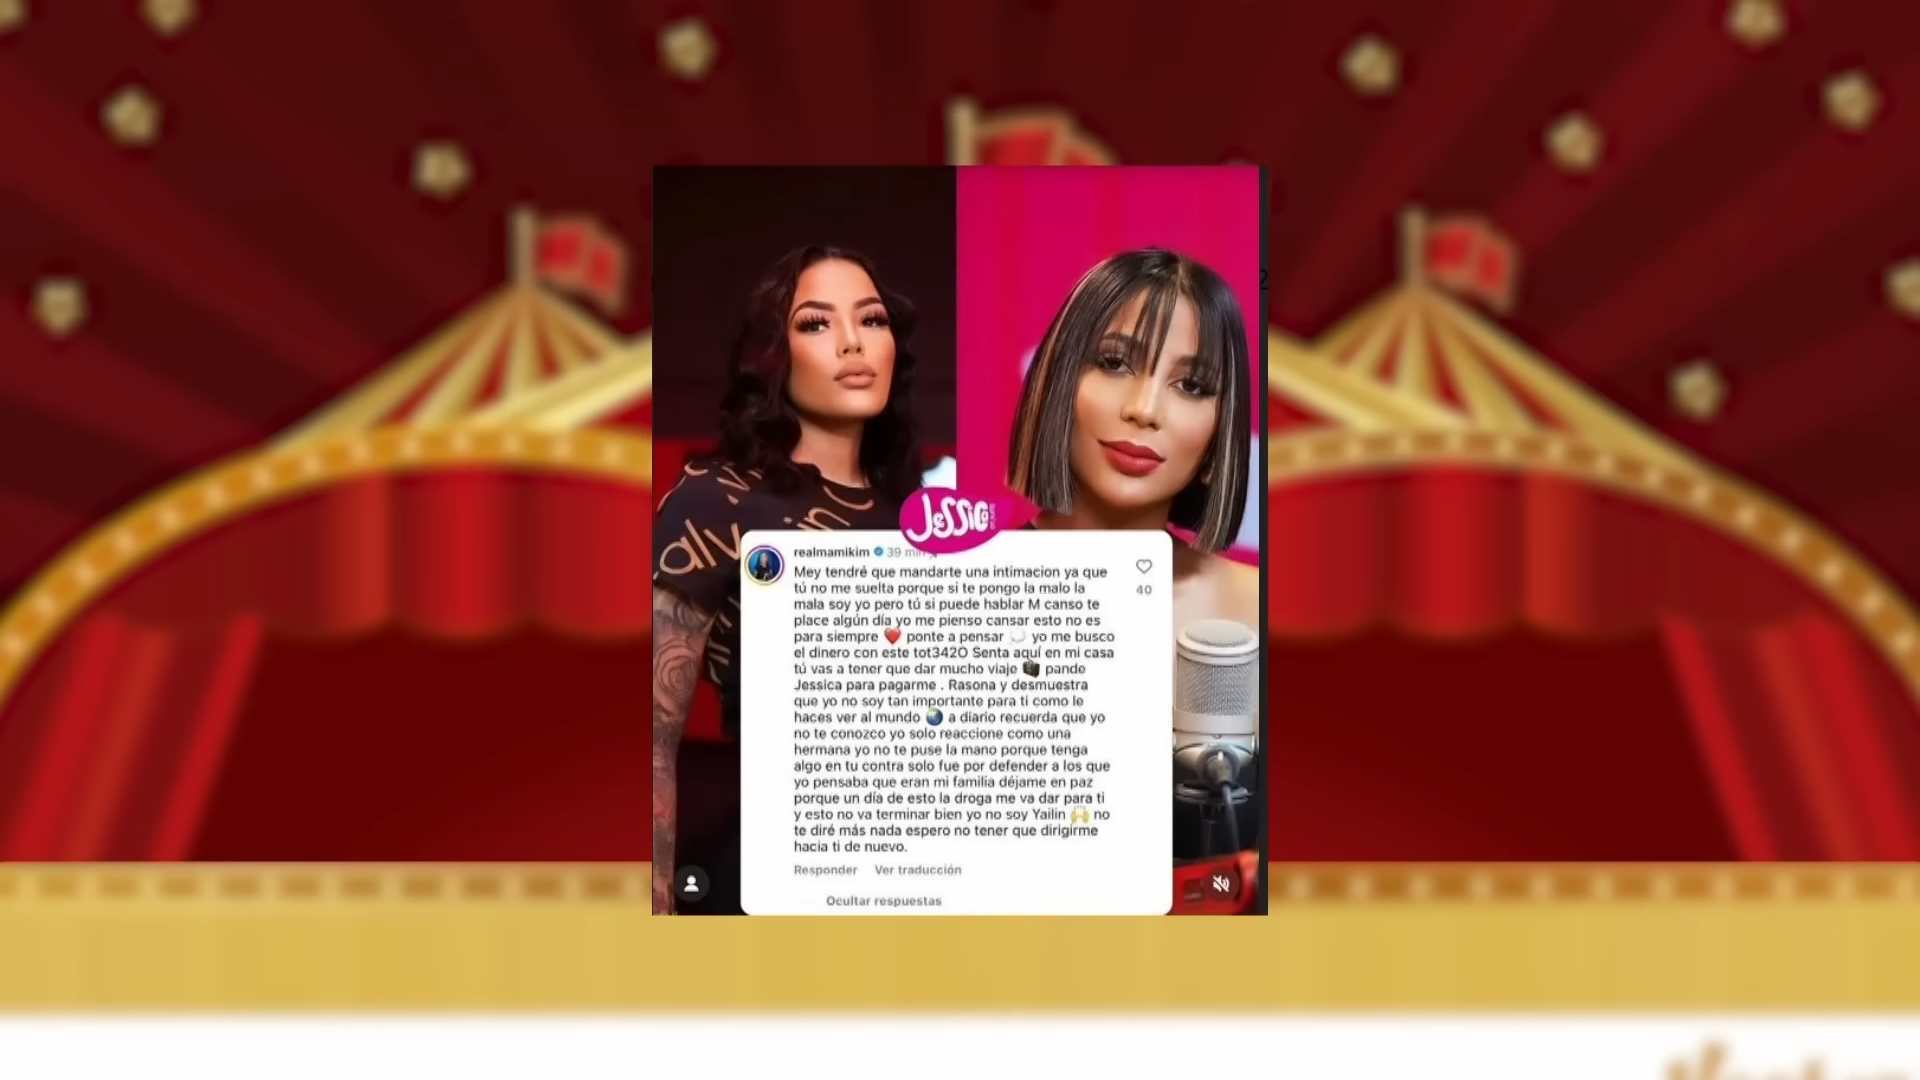 Jessica
realmamikim 39 min
Mey tendré que mandarte una intimacion ya que
tú no me suelta porque si te pongo la malo la
mala soy yo pero tú si puede hablar M canso te
place algún día yo me pienso cansar esto no es
para siempre ❤️ ponte a pensar 💭 yo me busco
el dinero con este tot342O Senta aquí en mi casa
tú vas a tener que dar mucho viaje 🧳 pande
Jessica para pagarme . Rasona y desmuestra
que yo no soy tan importante para ti como le
haces ver al mundo 🌍 a diario recuerda que yo
no te conozco yo solo reaccione como una
hermana yo no te puse la mano porque tenga
algo en tu contra solo fue por defender a los que
yo pensaba que eran mi familia déjame en paz
porque un día de esto la droga me va dar para ti
y esto no va terminar bien yo no soy Yailin 🙌 no
te diré más nada espero no tener que dirigirme
hacia ti de nuevo.
40
Responder Ver traducción
Ocultar respuestas